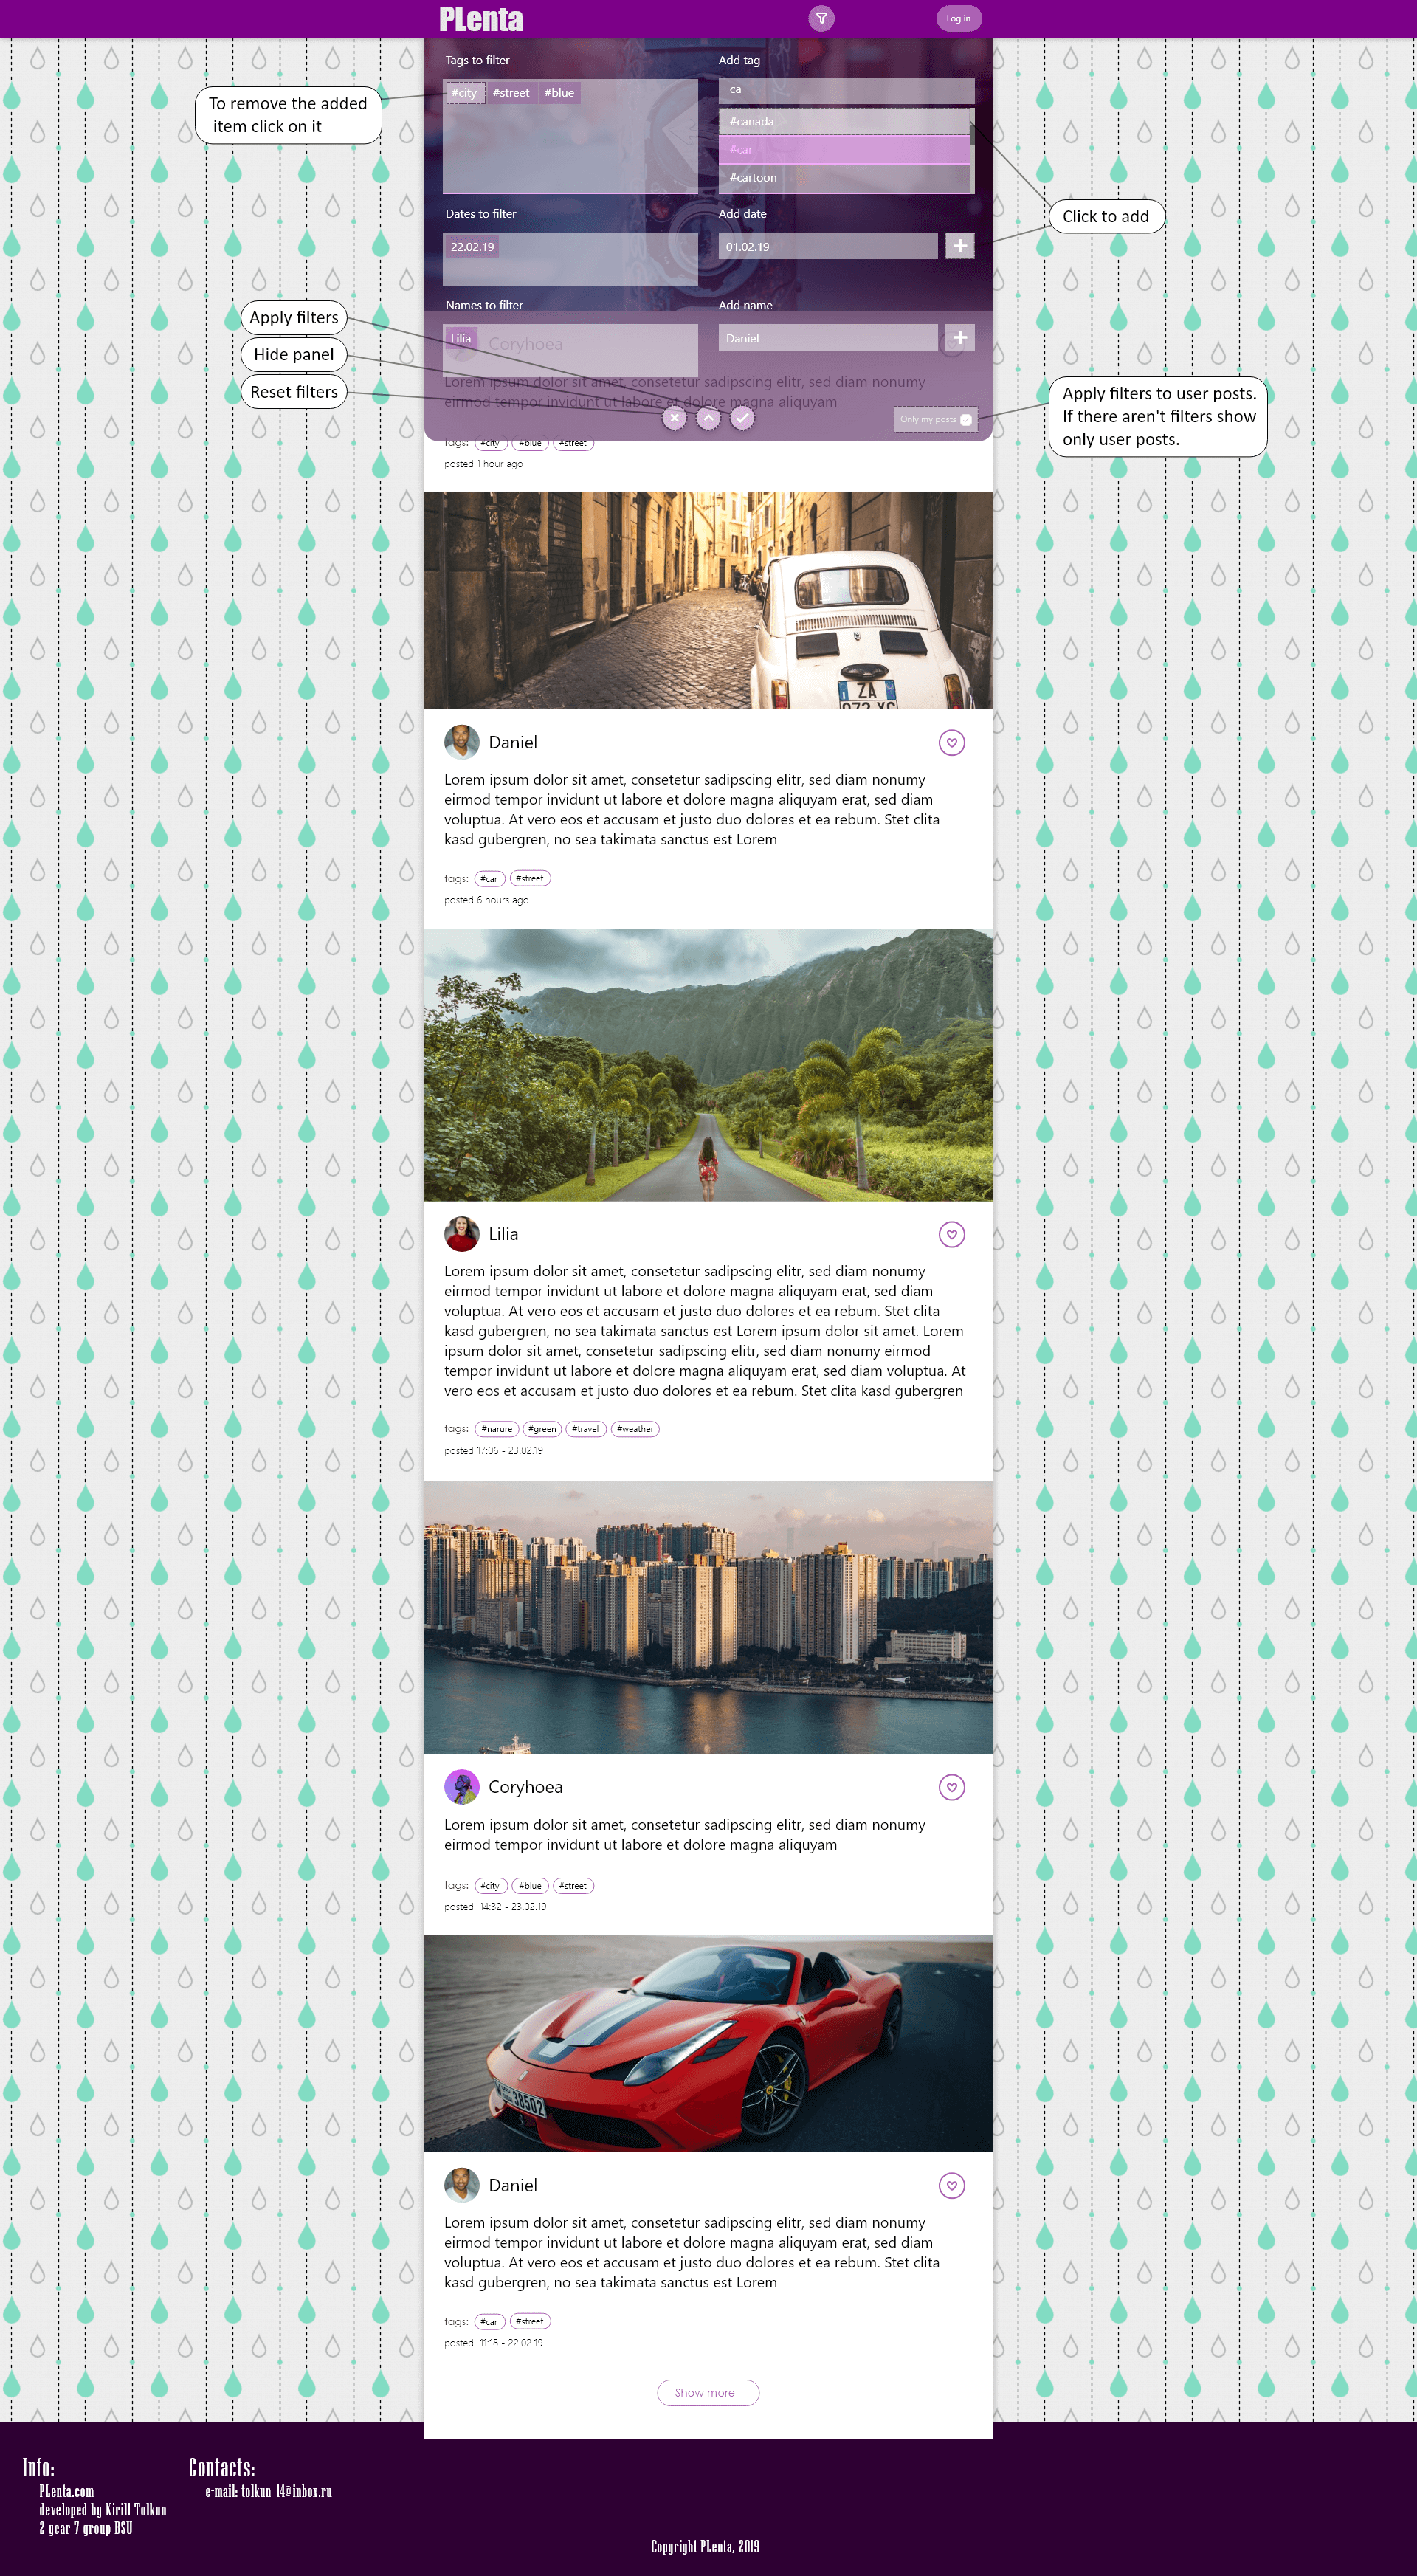 PLenta
Log in
Tags to filter
Add tag
#city
#street
#blue
ca
#canada
#car
#cartoon
To remove the added
item click on it
Dates to filter
Add date
22.02.19
01.02.19
Click to add
Names to filter
Add name
Lilia
Daniel
Coryhoea
Lorem ipsum dolor sit amet, consetetur sadipscing elitr, sed diam nonumy
eirmod tempor invidunt ut labore et dolore magna aliquyam
Apply filters
Hide panel
Reset filters
Only my posts
Apply filters to user posts.
If there aren't filters show
only user posts.
tags: #city #blue #street
posted 1 hour ago
ZA
073 XG
Daniel
Lorem ipsum dolor sit amet, consetetur sadipscing elitr, sed diam nonumy
eirmod tempor invidunt ut labore et dolore magna aliquyam erat, sed diam
voluptua. At vero eos et accusam et justo duo dolores et ea rebum. Stet clita
kasd gubergren, no sea takimata sanctus est Lorem
tags: #car #street
posted 6 hours ago
Lilia
Lorem ipsum dolor sit amet, consetetur sadipscing elitr, sed diam nonumy
eirmod tempor invidunt ut labore et dolore magna aliquyam erat, sed diam
voluptua. At vero eos et accusam et justo duo dolores et ea rebum. Stet clita
kasd gubergren, no sea takimata sanctus est Lorem ipsum dolor sit amet. Lorem
ipsum dolor sit amet, consetetur sadipscing elitr, sed diam nonumy eirmod
tempor invidunt ut labore et dolore magna aliquyam erat, sed diam voluptua. At
vero eos et accusam et justo duo dolores et ea rebum. Stet clita kasd gubergren
tags: #narure #green #travel #weather
posted 17:06 - 23.02.19
Coryhoea
Lorem ipsum dolor sit amet, consetetur sadipscing elitr, sed diam nonumy
eirmod tempor invidunt ut labore et dolore magna aliquyam
tags: #city #blue #street
posted 14:32 - 23.02.19
38502
Daniel
Lorem ipsum dolor sit amet, consetetur sadipscing elitr, sed diam nonumy
eirmod tempor invidunt ut labore et dolore magna aliquyam erat, sed diam
voluptua. At vero eos et accusam et justo duo dolores et ea rebum. Stet clita
kasd gubergren, no sea takimata sanctus est Lorem
tags: #car #street
posted 11:18 - 22.02.19
Show more
Info:
PLenta.com
developed by Kirill Tolkun
2 year 7 group BSU
Contacts:
e-mail: tolkun_14@inbox.ru
Copyright PLenta, 2019